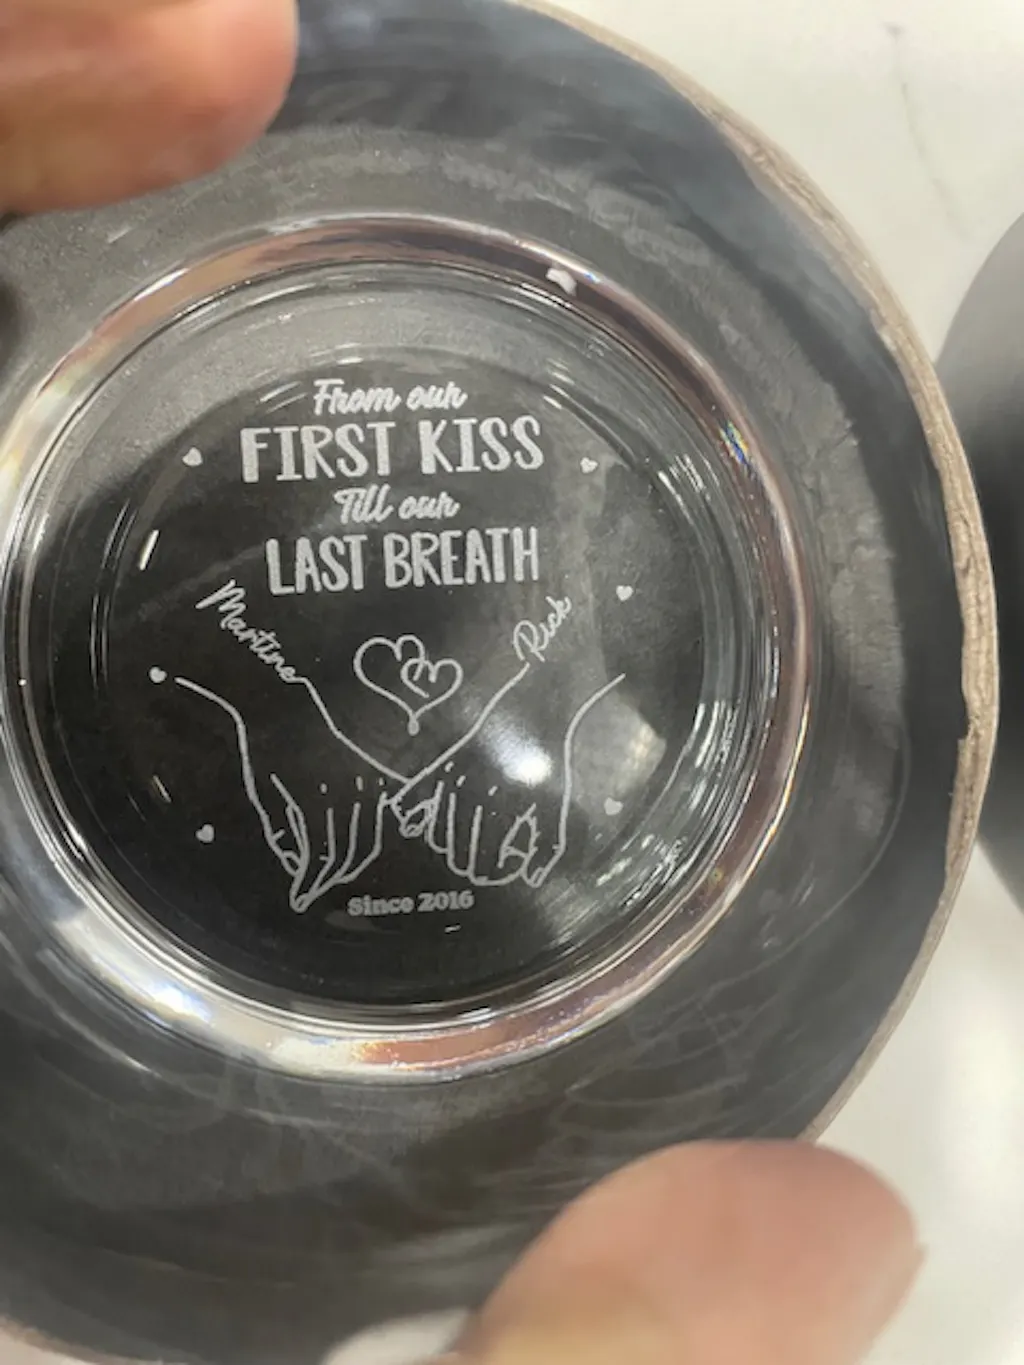 From our
FIRST KISS
Till our
LAST BREATH
Martine
Rick
Since 2016